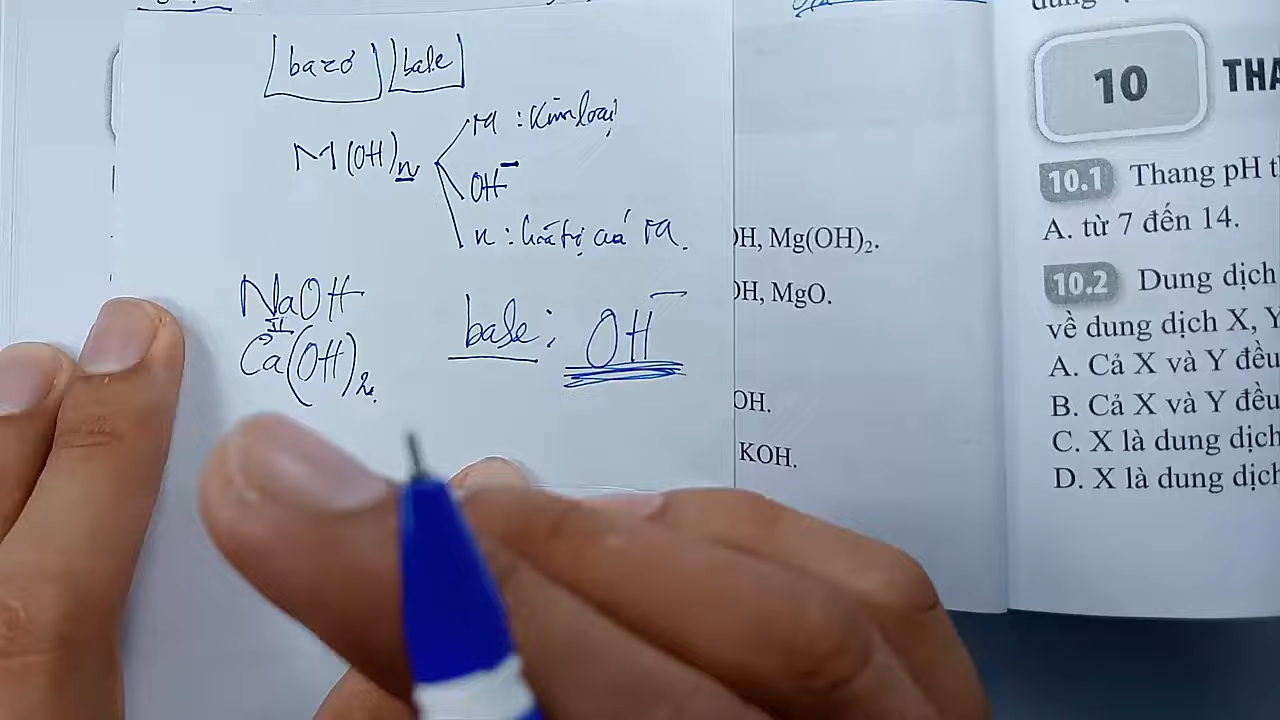 bazơ base
M(OH)n
M : Kim loại
OH⁻
n : hóa trị của M.
NaOH
II
Ca(OH)2.
base : OH⁻
OH, Mg(OH)₂.
OH, MgO.
OH.
KOH.
10 THA
10.1 Thang pH t
A. từ 7 đến 14.
10.2 Dung dịch
về dung dịch X, Y
A. Cả X và Y đều
B. Cả X và Y đều
C. X là dung dịch
D. X là dung dịch